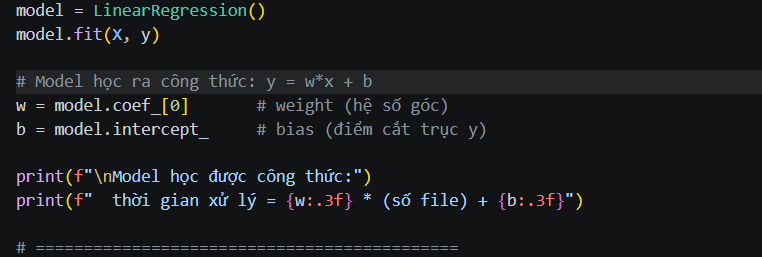 model = LinearRegression()
model.fit(X, y)
# Model học ra công thức: y = w*x + b
w = model.coef_[0]      # weight (hệ số góc)
b = model.intercept_    # bias (điểm cắt trục y)
print(f"\nModel học được công thức:")
print(f"  thời gian xử lý = {w:.3f} * (số file) + {b:.3f}")
# ============================================